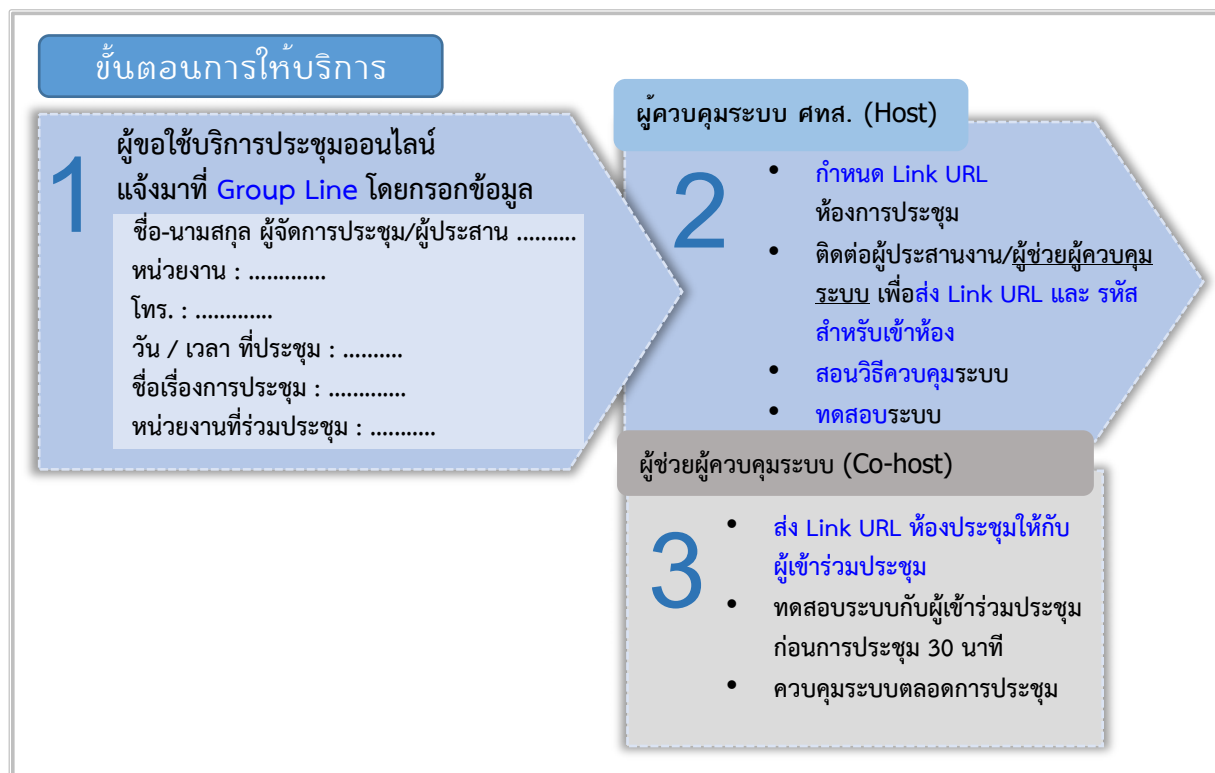 ขั้นตอนการให้บริการ
1
ผู้ขอใช้บริการประชุมออนไลน์
แจ้งมาที่ Group Line โดยกรอกข้อมูล
ชื่อ-นามสกุล ผู้จัดการประชุม/ผู้ประสาน ..........
หน่วยงาน : .............
โทร. : .............
วัน / เวลา ที่ประชุม : ..........
ชื่อเรื่องการประชุม : .............
หน่วยงานที่ร่วมประชุม : ...........
ผู้ควบคุมระบบ ศทส. (Host)
2
• กำหนด Link URL
ห้องการประชุม
• ติดต่อผู้ประสานงาน/ผู้ช่วยผู้ควบคุม
ระบบ เพื่อส่ง Link URL และ รหัส
สำหรับเข้าห้อง
• สอนวิธีควบคุมระบบ
• ทดสอบระบบ
ผู้ช่วยผู้ควบคุมระบบ (Co-host)
3
• ส่ง Link URL ห้องประชุมให้กับ
ผู้เข้าร่วมประชุม
• ทดสอบระบบกับผู้เข้าร่วมประชุม
ก่อนการประชุม 30 นาที
• ควบคุมระบบตลอดการประชุม